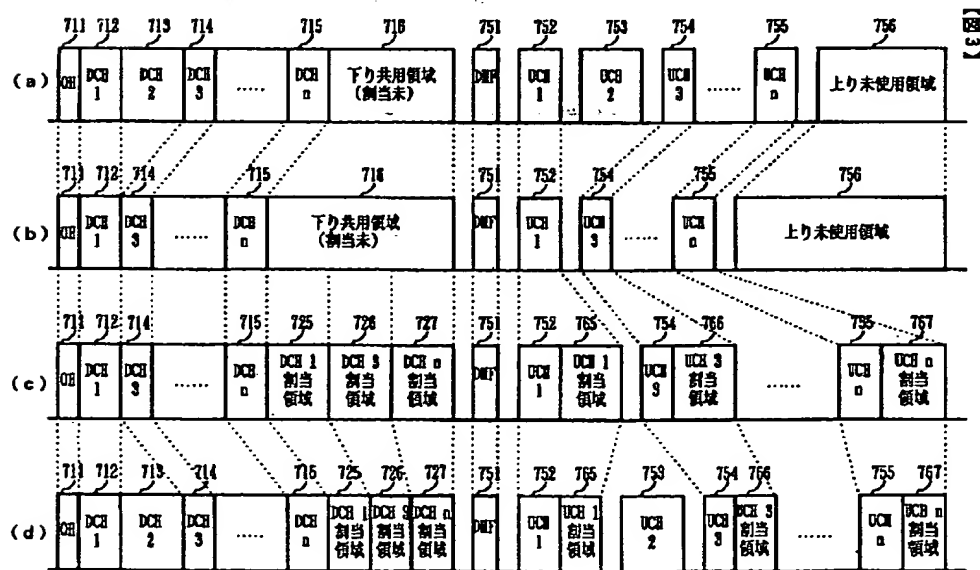 【図3】
711 712 713 714 715 716 751 752 753 754 755 756
(a) OH DCH 1 DCH 2 DCH 3 …… DCH n 下り共用領域 (割当未) DMF UCH 1 UCH 2 UCH 3 …… UCH n 上り未使用領域
711 712 714 715 716 751 752 754 755 756
(b) OH DCH 1 DCH 3 …… DCH n 下り共用領域 (割当未) DMF UCH 1 UCH 3 …… UCH n 上り未使用領域
711 712 714 715 725 726 727 751 752 765 754 766 755 767
(c) OH DCH 1 DCH 3 …… DCH n DCH 1 割当 領域 DCH 3 割当 領域 DCH n 割当 領域 DMF UCH 1 UCH 1 割当 領域 UCH 3 UCH 3 割当 領域 …… UCH n UCH n 割当 領域
711 712 713 714 715 725 726 727 751 752 765 753 754 766 755 767
(d) OH DCH 1 DCH 2 DCH 3 …… DCH n DCH 1 割当 領域 DCH 3 割当 領域 DCH n 割当 領域 DMF UCH 1 UCH 1 割当 領域 UCH 2 UCH 3 UCH 3 割当 領域 …… UCH n UCH n 割当 領域